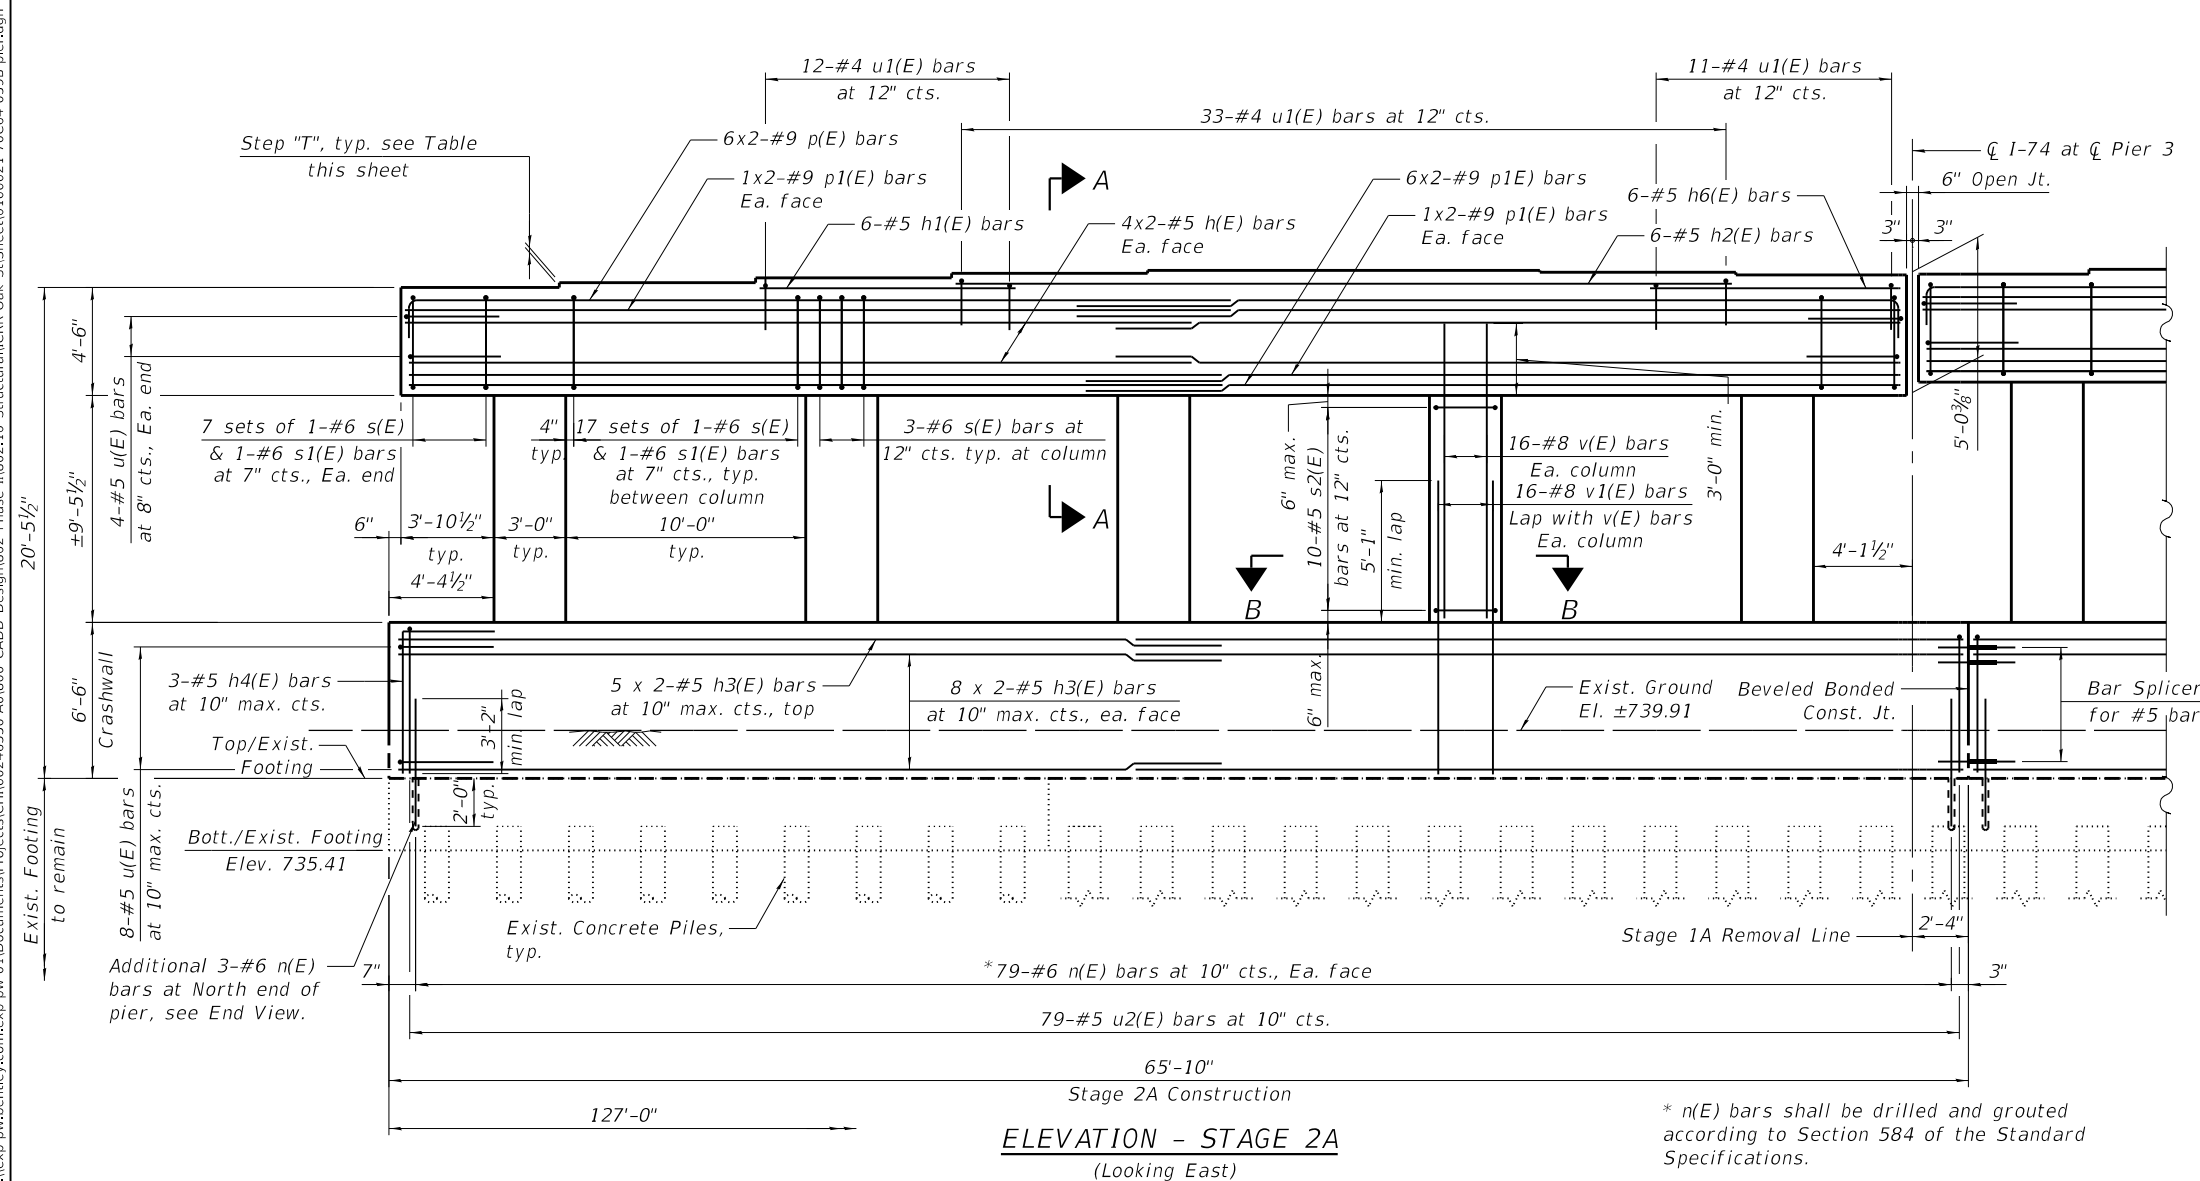 12-#4 u1(E) bars
at 12" cts.
11-#4 u1(E) bars
at 12" cts.
33-#4 u1(E) bars at 12" cts.
Step "T", typ. see Table
this sheet
6x2-#9 p(E) bars
1x2-#9 p1(E) bars
Ea. face
6-#5 h1(E) bars
A
4x2-#5 h(E) bars
Ea. face
6x2-#9 p1E) bars
1x2-#9 p1(E) bars
Ea. face
6-#5 h6(E) bars
6-#5 h2(E) bars
℄ I-74 at ℄ Pier 3
6" Open Jt.
3"
3"
20'-5½"
4'-6"
±9'-5½"
6'-6"
Crashwall
4-#5 u(E) bars
at 8" cts., Ea. end
7 sets of 1-#6 s(E)
& 1-#6 s1(E) bars
at 7" cts., Ea. end
4"
typ.
17 sets of 1-#6 s(E)
& 1-#6 s1(E) bars
at 7" cts., typ.
between column
3-#6 s(E) bars at
12" cts. typ. at column
A
6" max.
10-#5 s2(E)
bars at 12" cts.
5'-1"
min. lap
16-#8 v(E) bars
Ea. column
16-#8 v1(E) bars
Lap with v(E) bars
Ea. column
3'-0" min.
5'-0⅜"
4'-1½"
6"
3'-10½"
typ.
3'-0"
typ.
10'-0"
typ.
4'-4½"
B
B
3-#5 h4(E) bars
at 10" max. cts.
3'-2"
min. lap
5 x 2-#5 h3(E) bars
at 10" max. cts., top
8 x 2-#5 h3(E) bars
at 10" max. cts., ea. face
6" max.
Exist. Ground
El. ±739.91
Beveled Bonded
Const. Jt.
Bar Splicer
for #5 bar
Top/Exist.
Footing
2'-0"
typ.
Exist. Footing
to remain
8-#5 u(E) bars
at 10" max. cts.
Bott./Exist. Footing
Elev. 735.41
Exist. Concrete Piles,
typ.
Stage 1A Removal Line
2'-4"
Additional 3-#6 n(E)
bars at North end of
pier, see End View.
7"
*79-#6 n(E) bars at 10" cts., Ea. face
3"
79-#5 u2(E) bars at 10" cts.
65'-10"
Stage 2A Construction
127'-0"
ELEVATION - STAGE 2A
(Looking East)
* n(E) bars shall be drilled and grouted
according to Section 584 of the Standard
Specifications.